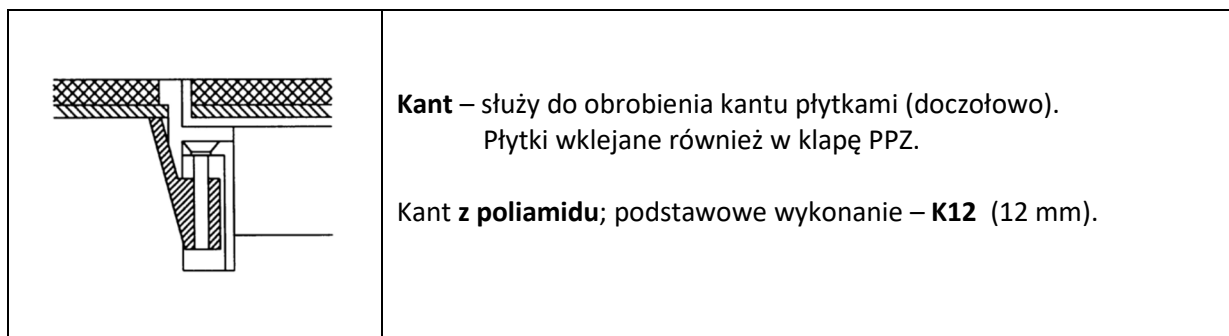 Kant – służy do obrobienia kantu płytkami (doczołowo).
Płytki wklejane również w klapę PPZ.
Kant z poliamidu; podstawowe wykonanie – K12 (12 mm).